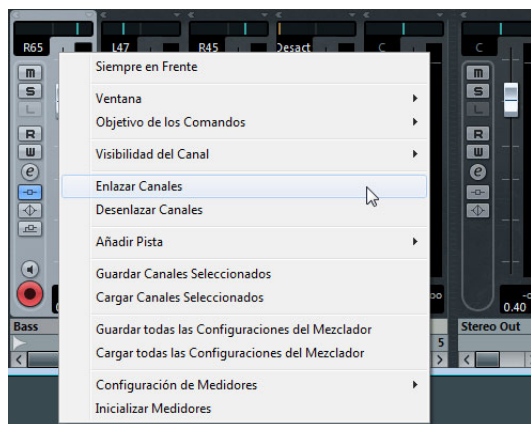 R65 L47 R45 Desact C C
Siempre en Frente
Ventana
Objetivo de los Comandos
Visibilidad del Canal
Enlazar Canales
Desenlazar Canales
Añadir Pista
Guardar Canales Seleccionados
Cargar Canales Seleccionados
Guardar todas las Configuraciones del Mezclador
Cargar todas las Configuraciones del Mezclador
Configuración de Medidores
Inicializar Medidores
m
S
L
R
W
e
m
S
L
R
W
e
0.40
Bass
5
Stereo Out